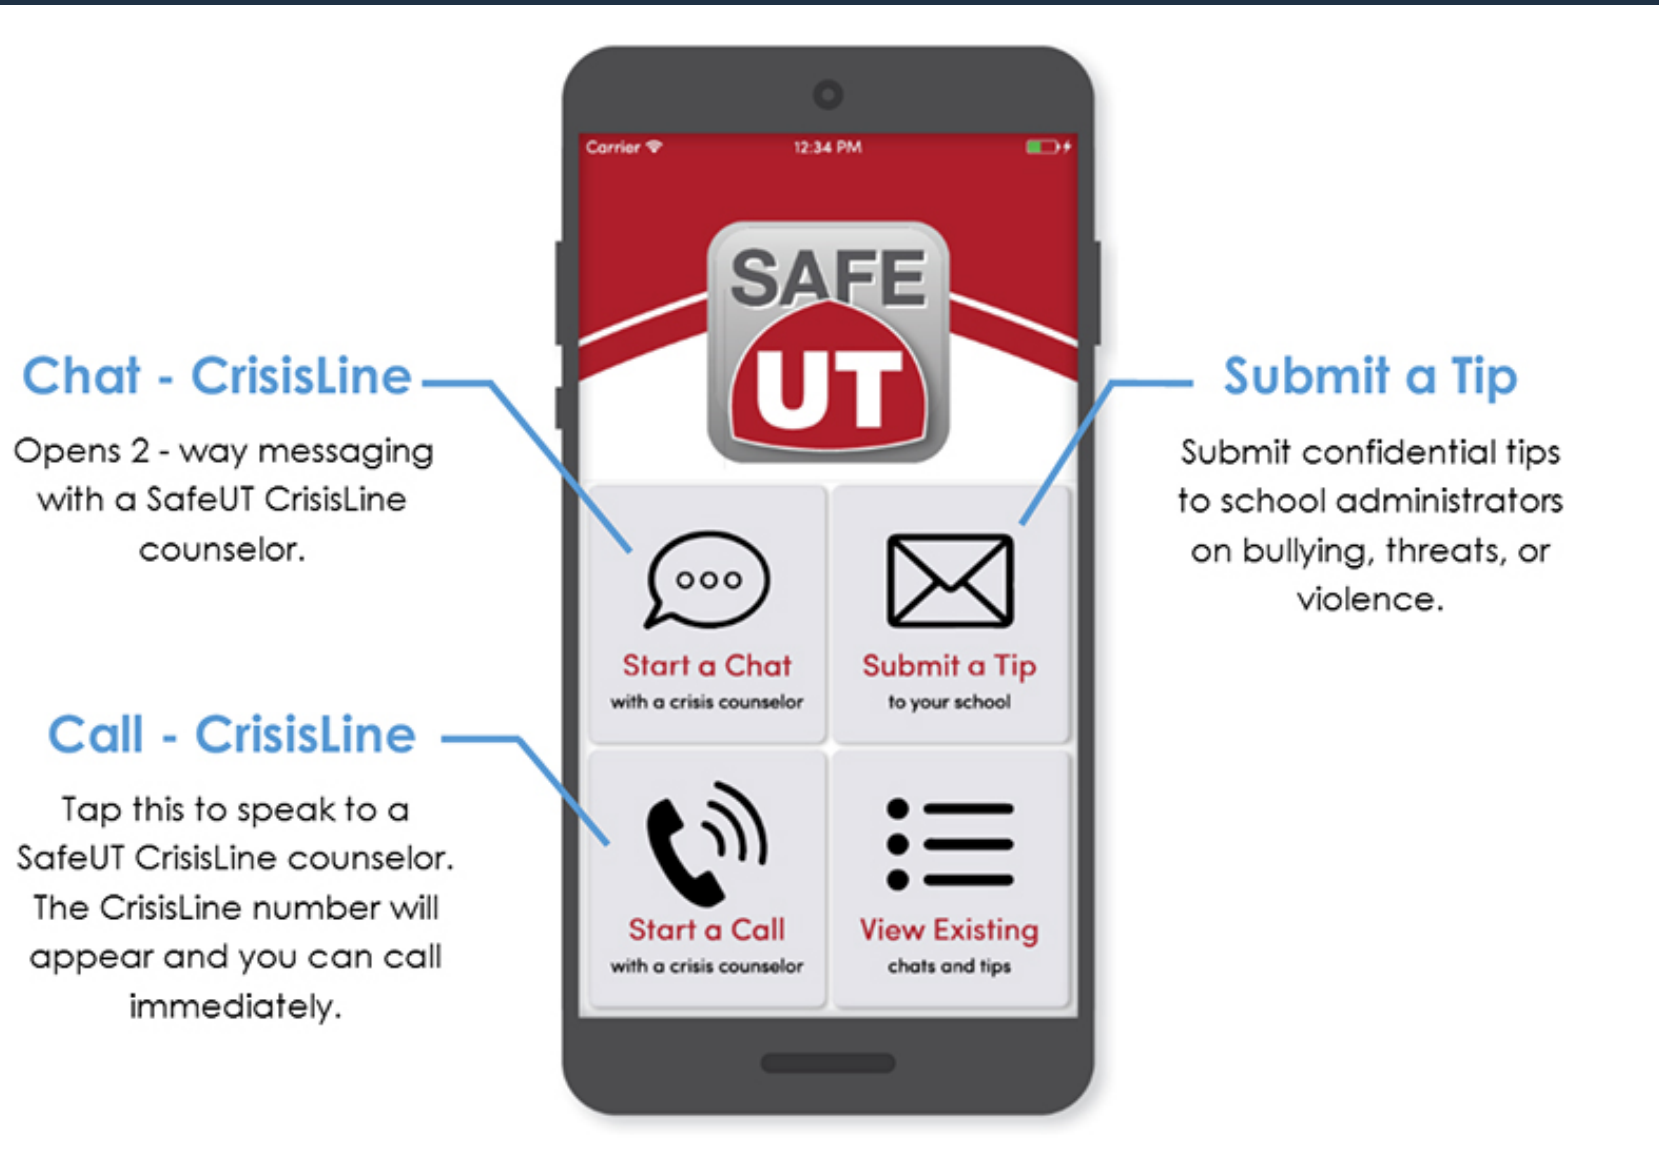 Carrier
12:34 PM
SAFE
UT
Chat - CrisisLine
Opens 2 - way messaging
with a SafeUT CrisisLine
counselor.
Submit a Tip
Submit confidential tips
to school administrators
on bullying, threats, or
violence.
Start a Chat
with a crisis counselor
Submit a Tip
to your school
Call - CrisisLine
Tap this to speak to a
SafeUT CrisisLine counselor.
The CrisisLine number will
appear and you can call
immediately.
Start a Call
with a crisis counselor
View Existing
chats and tips